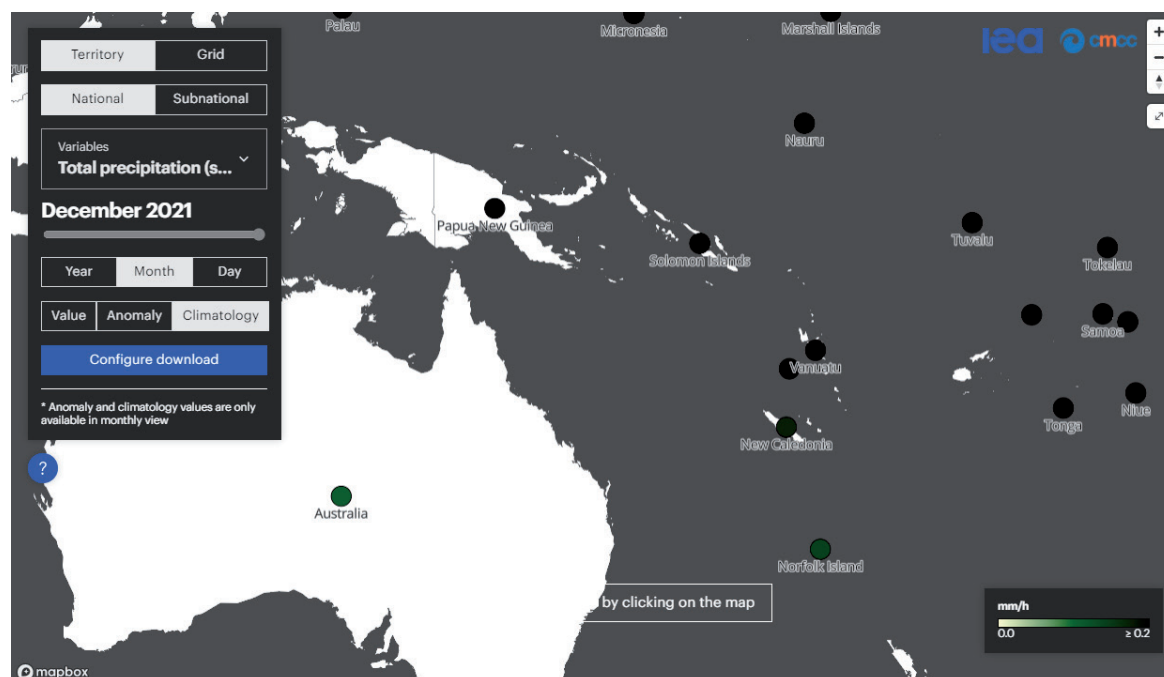 Territory
Grid
National
Subnational
Variables
Total precipitation (s...
December 2021
Year
Month
Day
Value
Anomaly
Climatology
Configure download
* Anomaly and climatology values are only
available in monthly view
?
Palau
Micronesia
Marshall Islands
iea
cmcc
Nauru
Papua New Guinea
Solomon Islands
Tuvalu
Tokelau
Samoa
Vanuatu
Niue
Tonga
New Caledonia
Australia
Norfolk Island
by clicking on the map
mm/h
0.0
≥ 0.2
mapbox